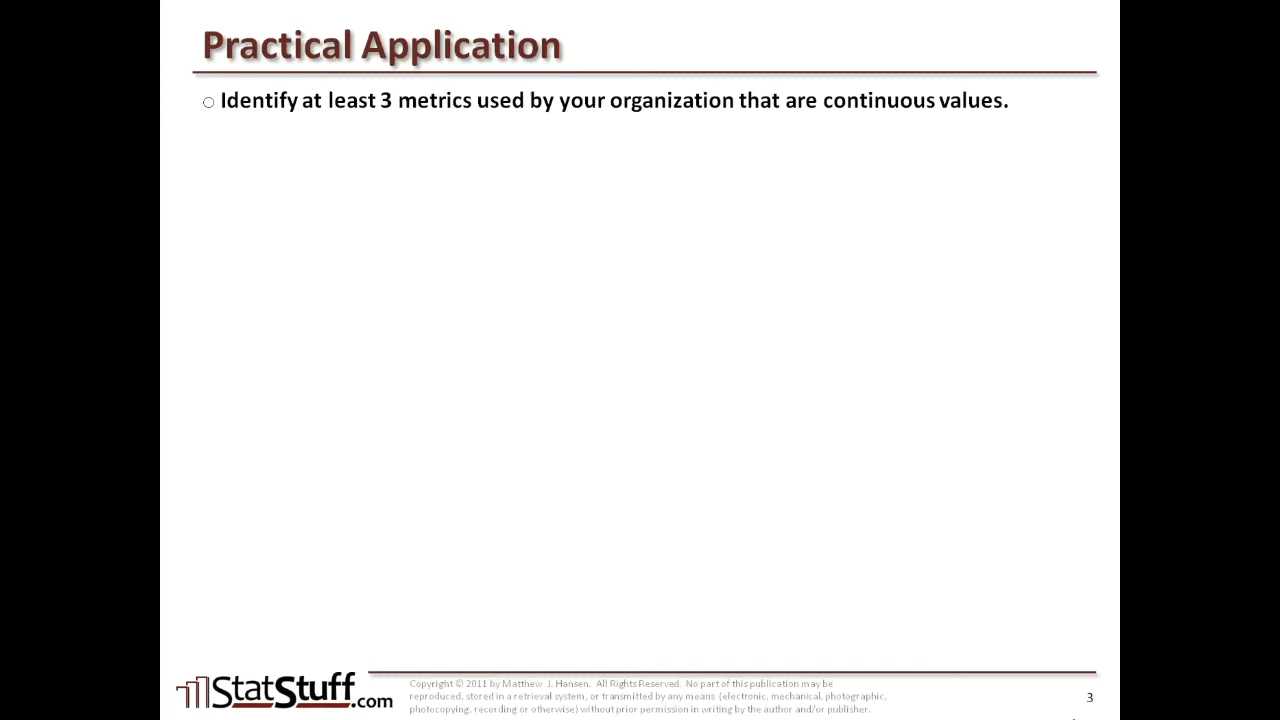 Practical Application
Identify at least 3 metrics used by your organization that are continuous values.
StatStuff.com
Copyright © 2011 by Matthew J. Hansen. All Rights Reserved. No part of this publication may be
reproduced, stored in a retrieval system, or transmitted by any means (electronic, mechanical, photographic,
photocopying, recording or otherwise) without prior permission in writing by the author and/or publisher.
3